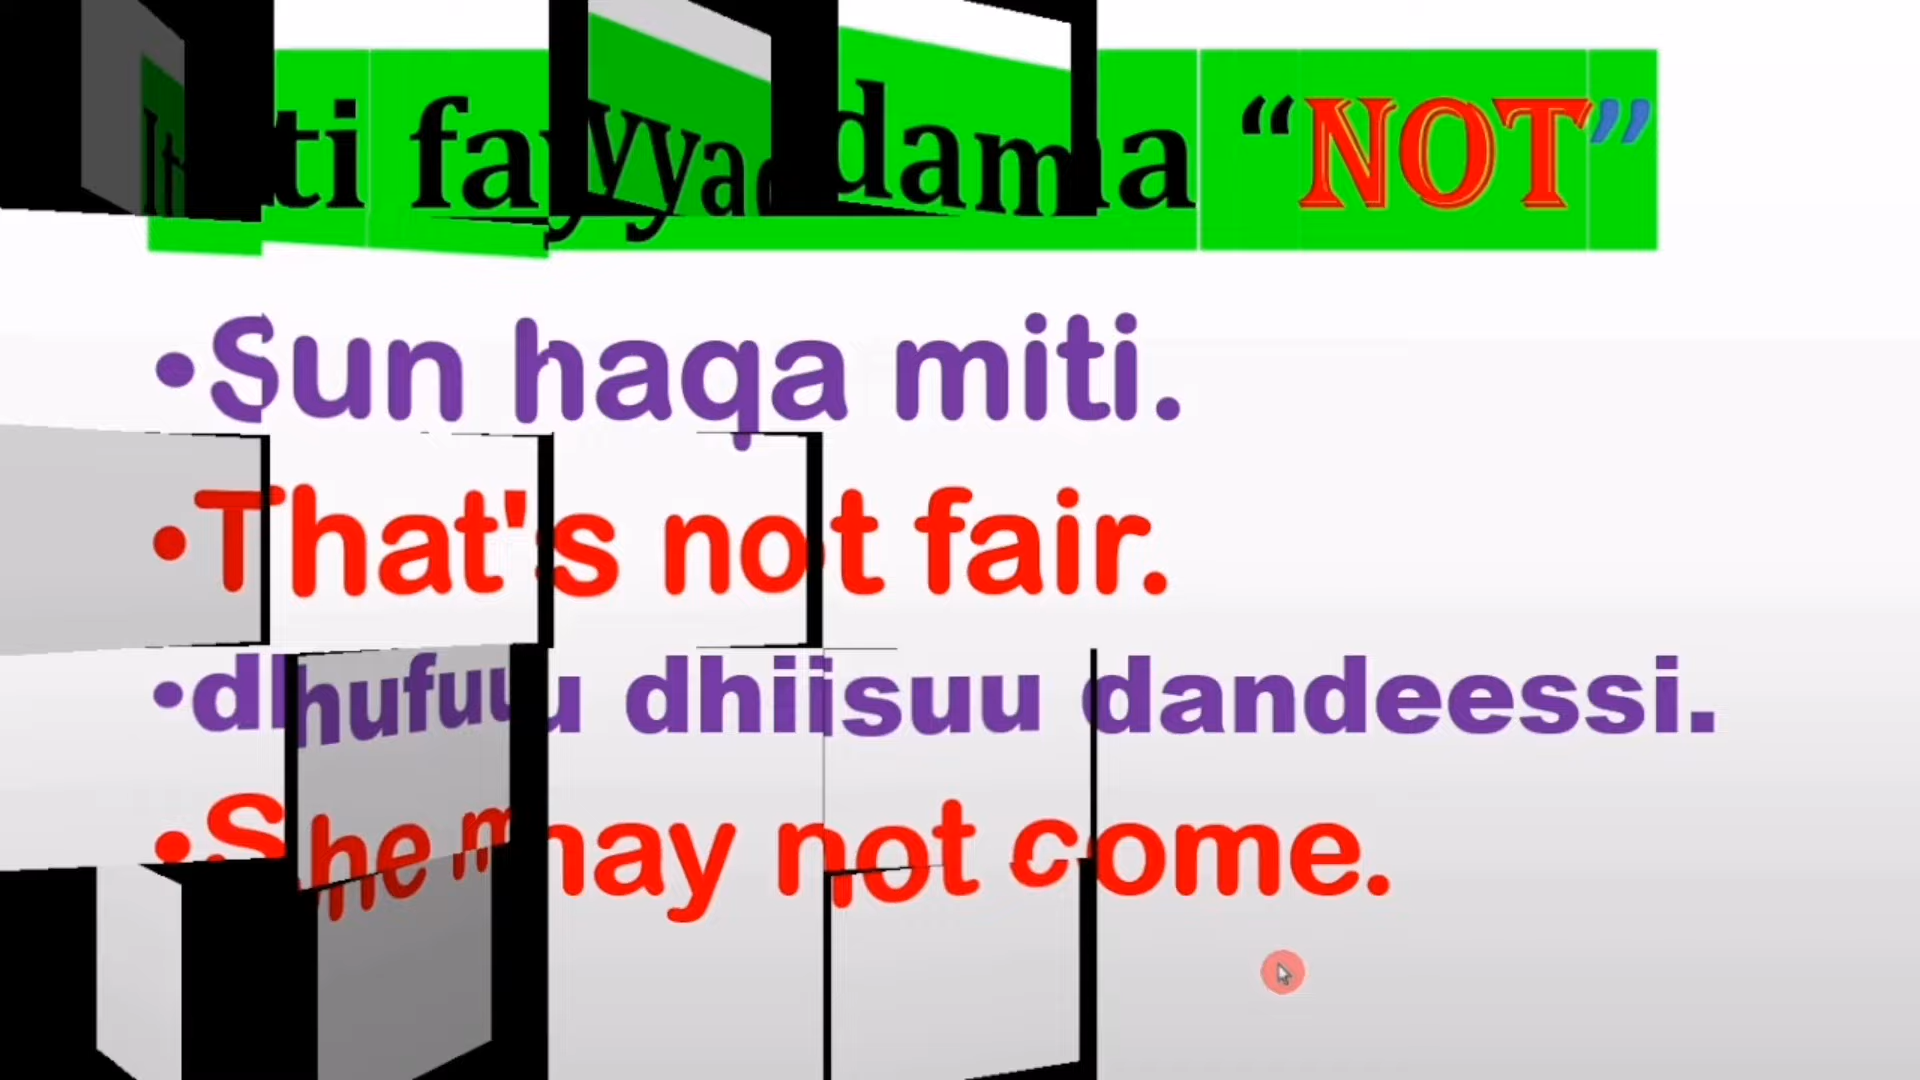 Itti fayyadama “NOT”
•Sun haqa miti.
•That's not fair.
•dhufuu dhiisuu dandeessi.
•She may not come.